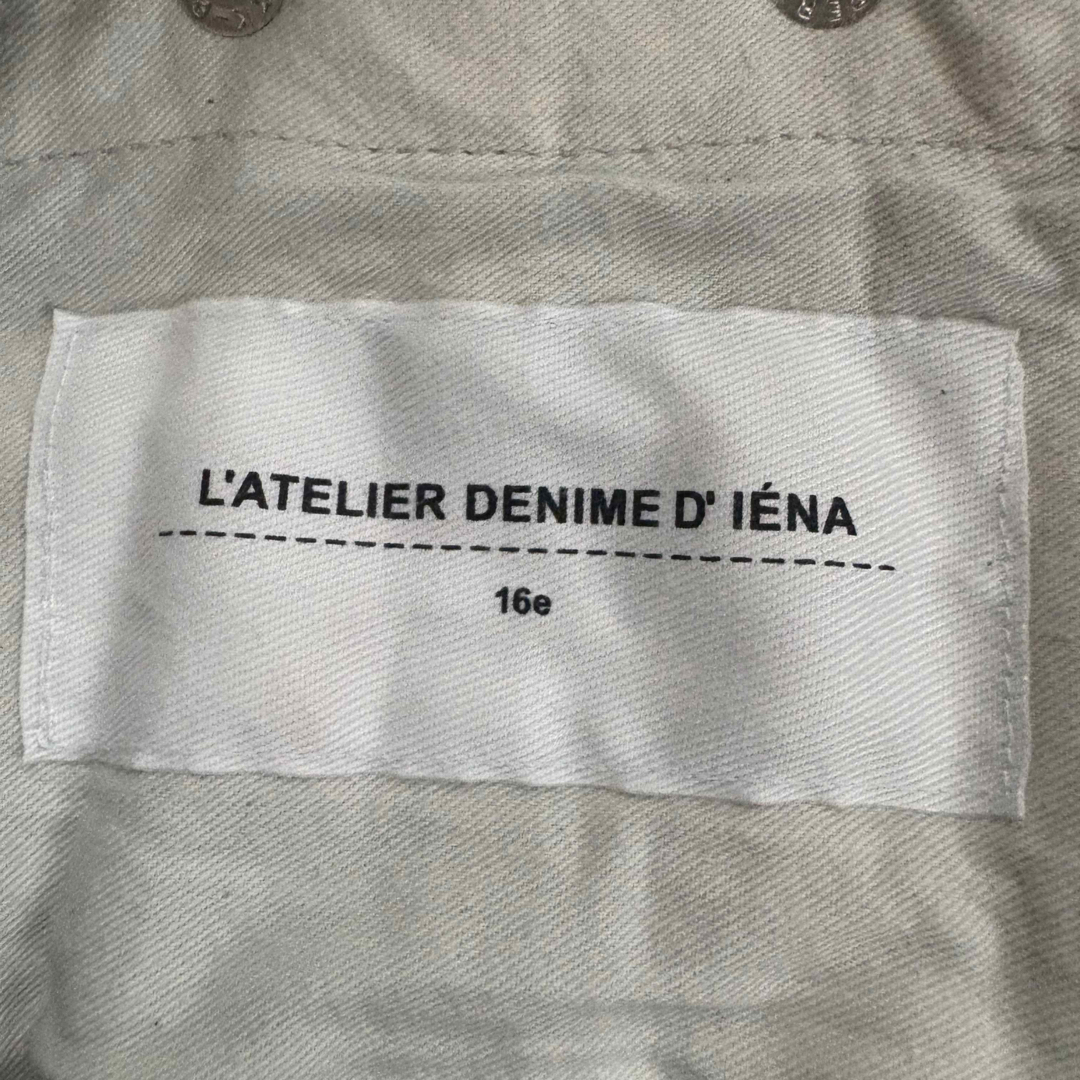 L'ATELIER DENIME D' IÉNA
16e